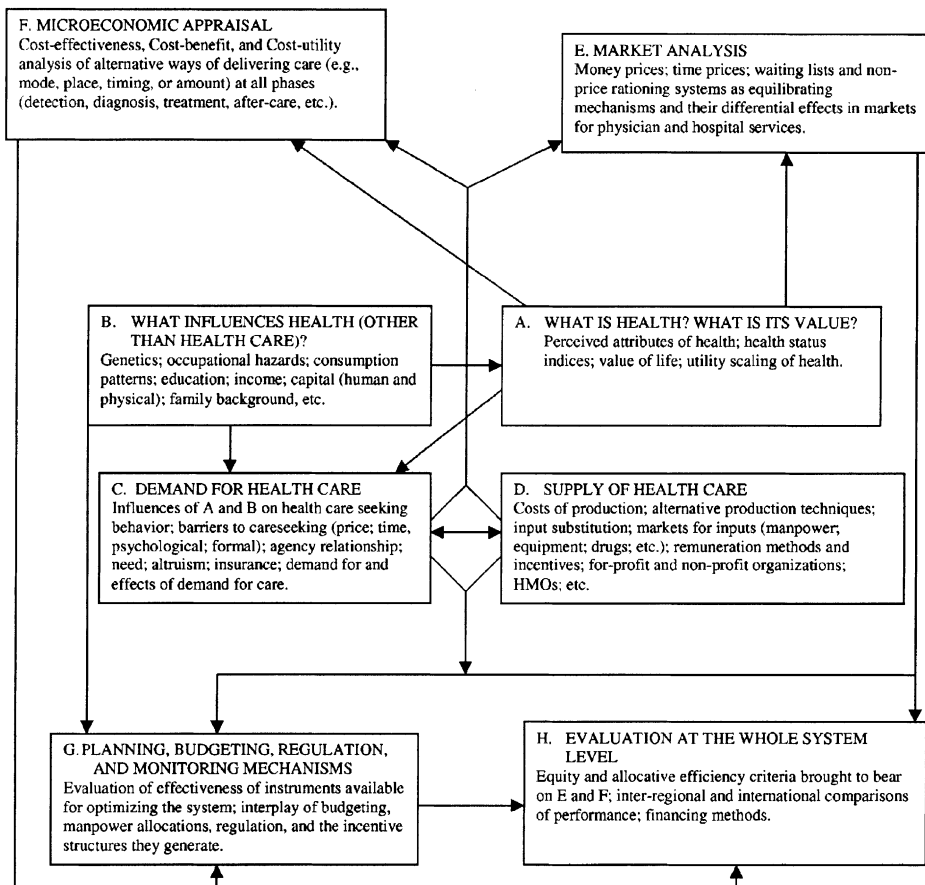 F. MICROECONOMIC APPRAISAL
Cost-effectiveness, Cost-benefit, and Cost-utility
analysis of alternative ways of delivering care (e.g.,
mode, place, timing, or amount) at all phases
(detection, diagnosis, treatment, after-care, etc.).
E. MARKET ANALYSIS
Money prices; time prices; waiting lists and non-
price rationing systems as equilibrating
mechanisms and their differential effects in markets
for physician and hospital services.
B. WHAT INFLUENCES HEALTH (OTHER
THAN HEALTH CARE)?
Genetics; occupational hazards; consumption
patterns; education; income; capital (human and
physical); family background, etc.
A. WHAT IS HEALTH? WHAT IS ITS VALUE?
Perceived attributes of health; health status
indices; value of life; utility scaling of health.
C. DEMAND FOR HEALTH CARE
Influences of A and B on health care seeking
behavior; barriers to careseeking (price; time,
psychological; formal); agency relationship;
need; altruism; insurance; demand for and
effects of demand for care.
D. SUPPLY OF HEALTH CARE
Costs of production; alternative production techniques;
input substitution; markets for inputs (manpower;
equipment; drugs; etc.); remuneration methods and
incentives; for-profit and non-profit organizations;
HMOs; etc.
G. PLANNING, BUDGETING, REGULATION,
AND MONITORING MECHANISMS
Evaluation of effectiveness of instruments available
for optimizing the system; interplay of budgeting,
manpower allocations, regulation, and the incentive
structures they generate.
H. EVALUATION AT THE WHOLE SYSTEM
LEVEL
Equity and allocative efficiency criteria brought to bear
on E and F; inter-regional and international comparisons
of performance; financing methods.